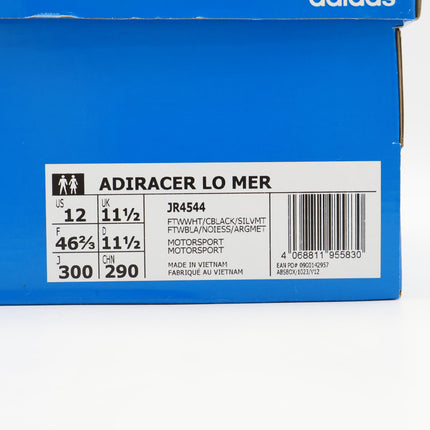 adidas
ADIRACER LO MER
US 12 UK 11½
F 46⅔ D 11½
J 300 CHN 290
JR4544
FTWWHT/CBLACK/SILVMT
FTWBLA/NOIESS/ARGMET
MOTORSPORT
MOTORSPORT
MADE IN VIETNAM
FABRIQUÉ AU VIETNAM
4 068811 955830
EAN PO# 0900142957
ABSBOX/1023/V12